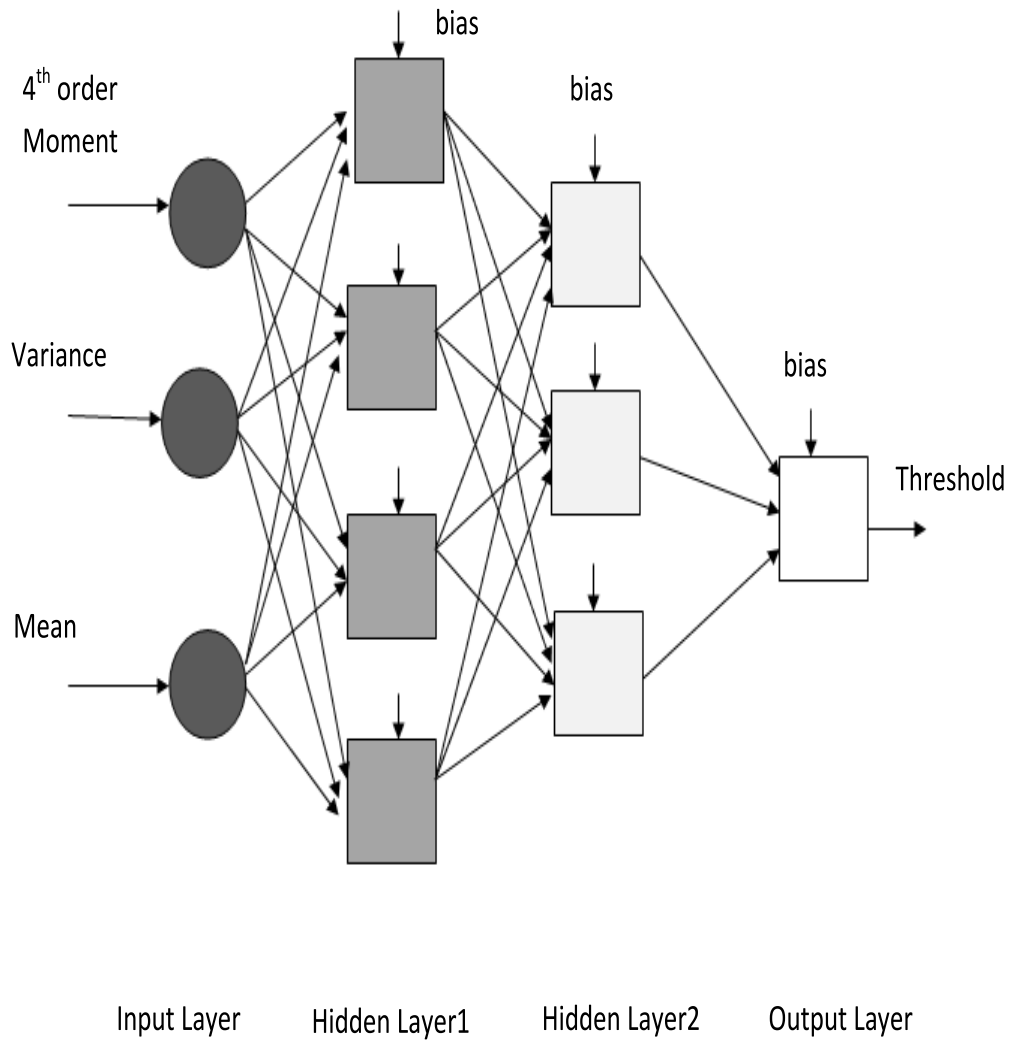 bias
4th order
Moment
bias
Variance
bias
Threshold
Mean
Input Layer
Hidden Layer1
Hidden Layer2
Output Layer